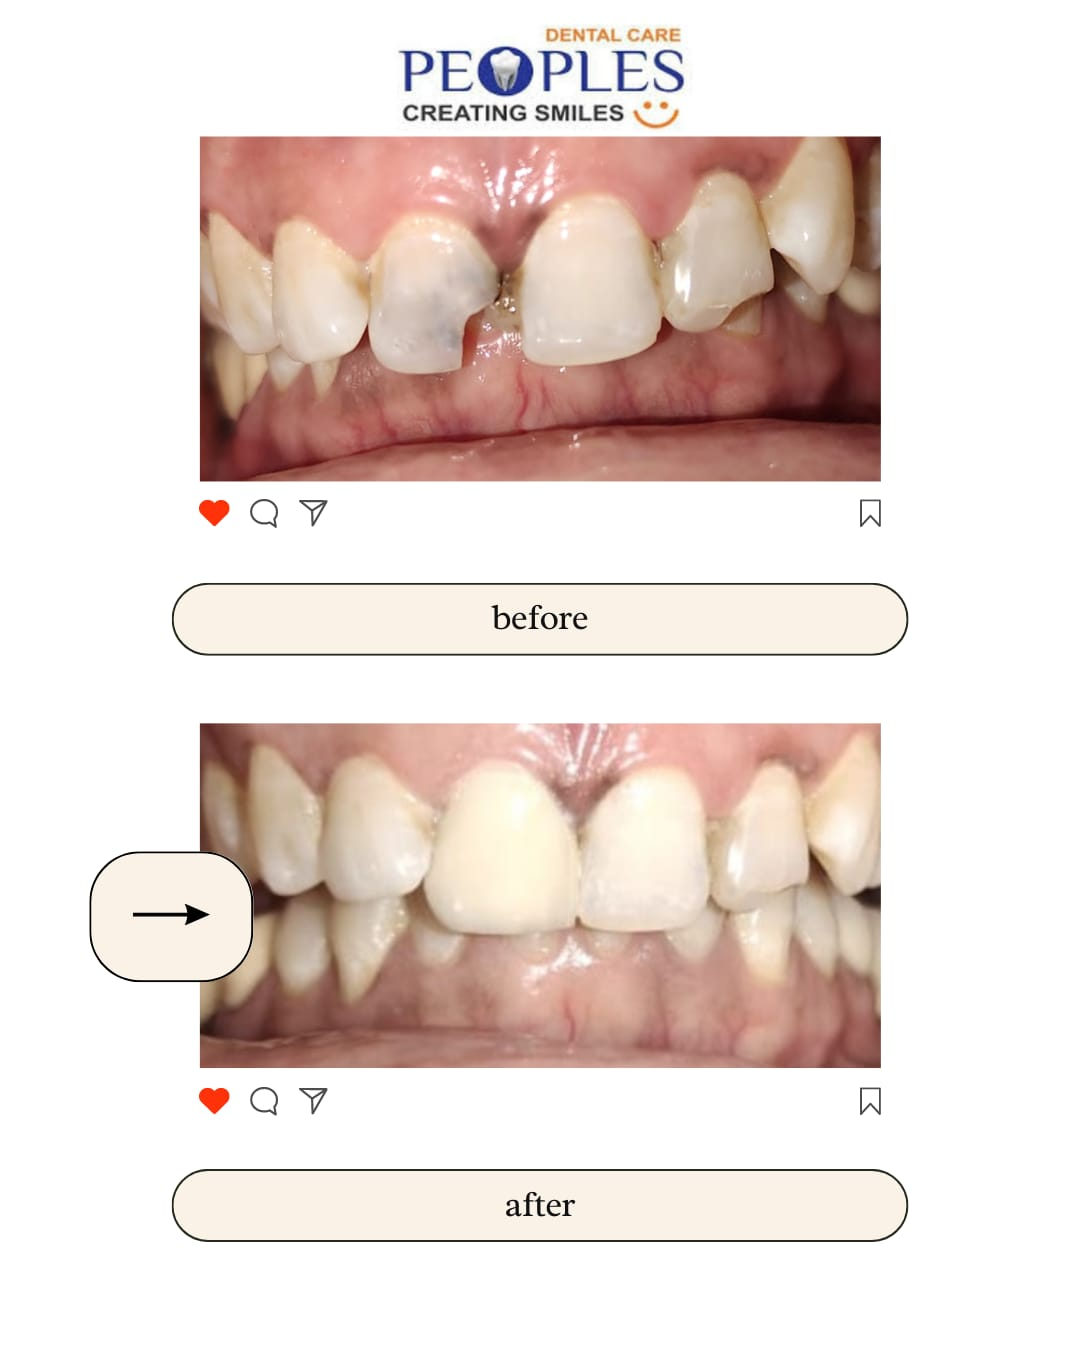 DENTAL CARE
PEOPLES
CREATING SMILES
before
after